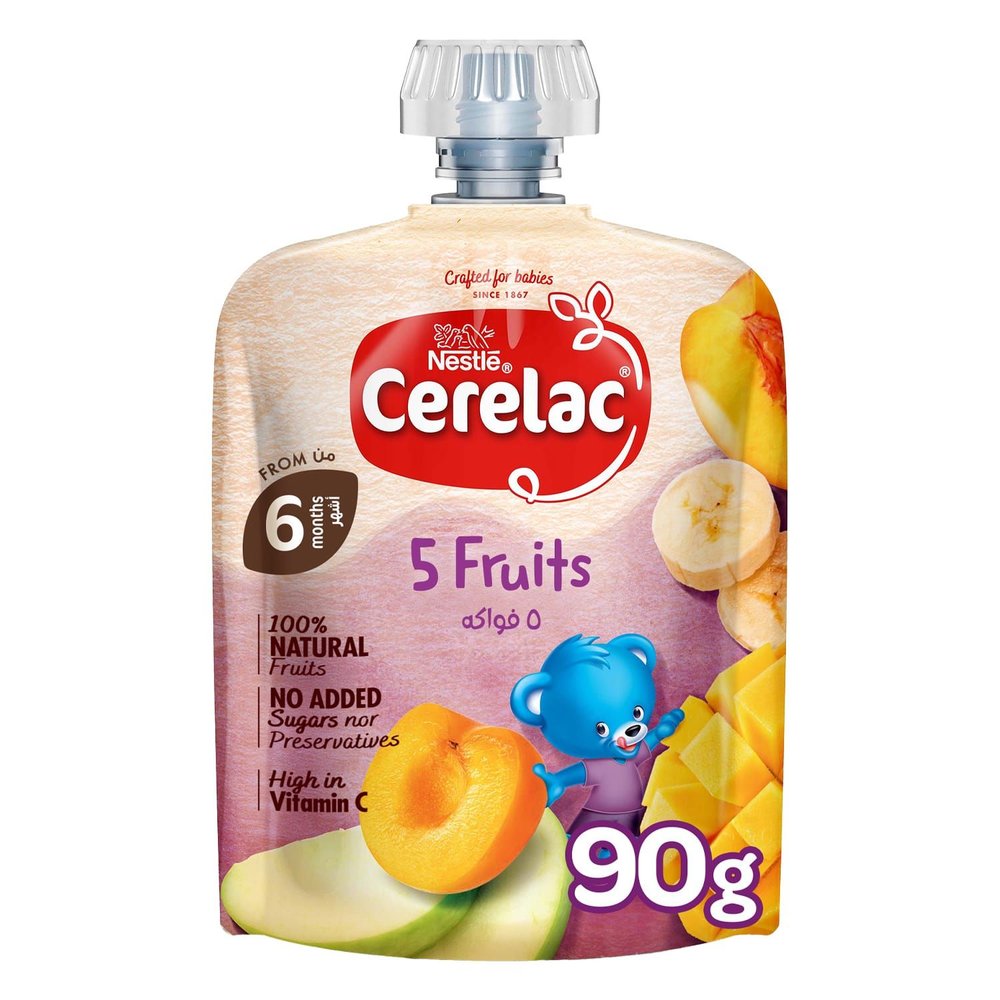 Crafted for babies
SINCE 1867
Nestlé®
Cerelac®
FROM من
6 months أشهر
5 Fruits
٥ فواكه
100%
NATURAL
Fruits
NO ADDED
Sugars nor
Preservatives
High in
Vitamin C
90g